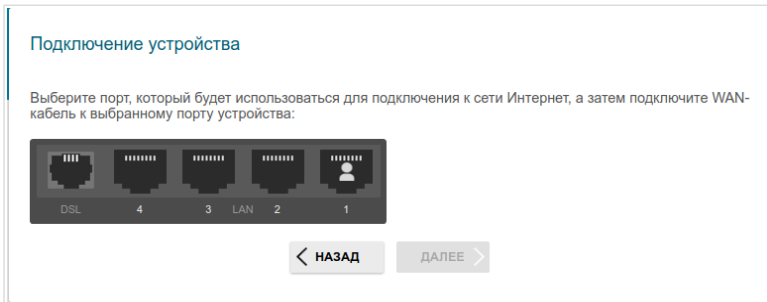 Подключение устройства
Выберите порт, который будет использоваться для подключения к сети Интернет, а затем подключите WAN-
кабель к выбранному порту устройства:
DSL 4 3 LAN 2 1
НАЗАД ДАЛЕЕ